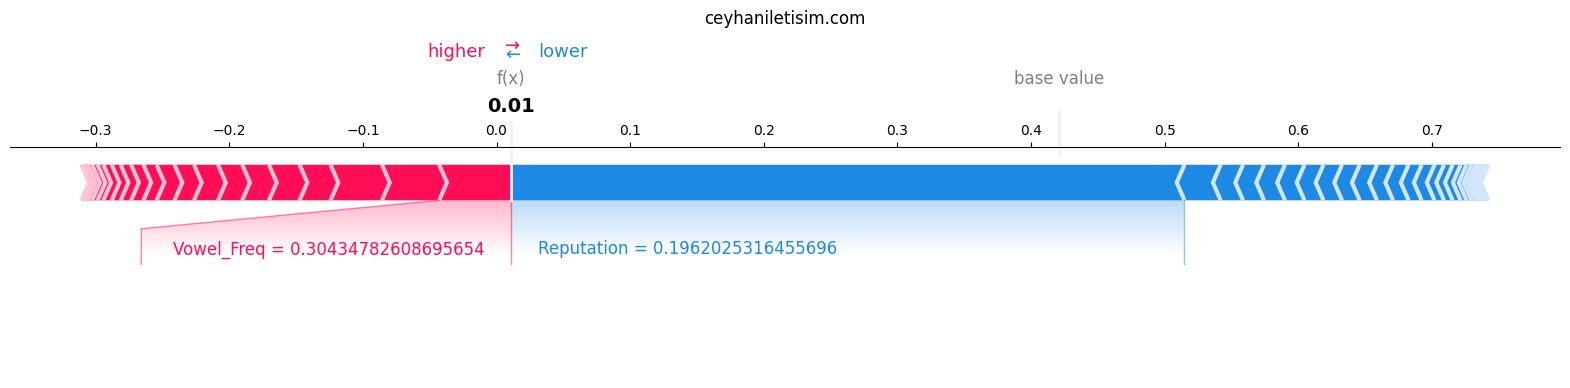 ceyhaniletisim.com
higher ⇄ lower
f(x)
base value
0.01
−0.3 −0.2 −0.1 0.0 0.1 0.2 0.3 0.4 0.5 0.6 0.7
Vowel_Freq = 0.30434782608695654
Reputation = 0.1962025316455696